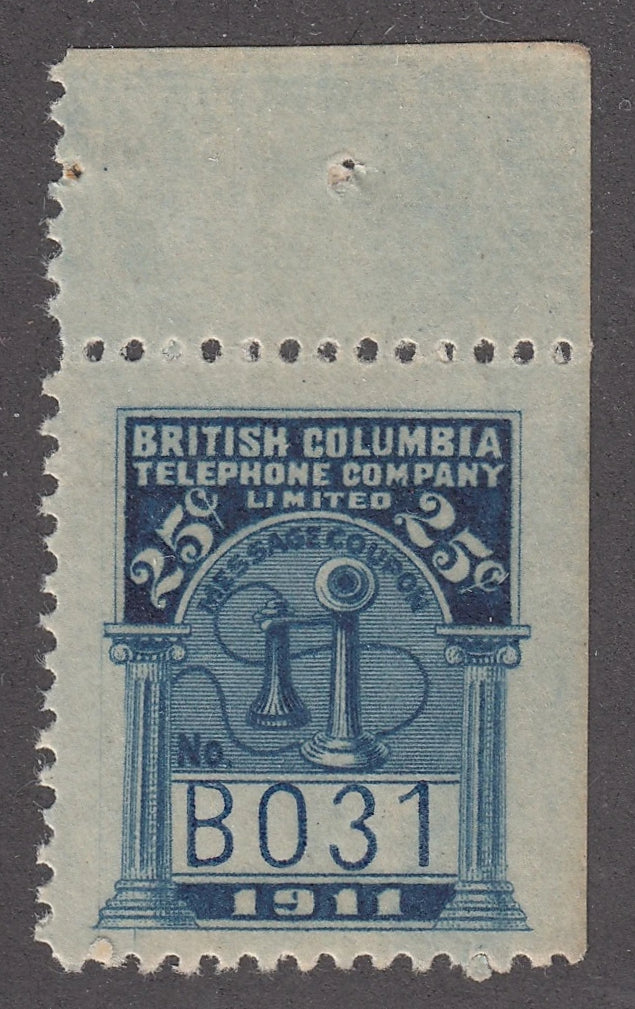 BRITISH COLUMBIA
TELEPHONE COMPANY
LIMITED
25¢ 25¢
MESSAGE COUPON
No.
B031
1911